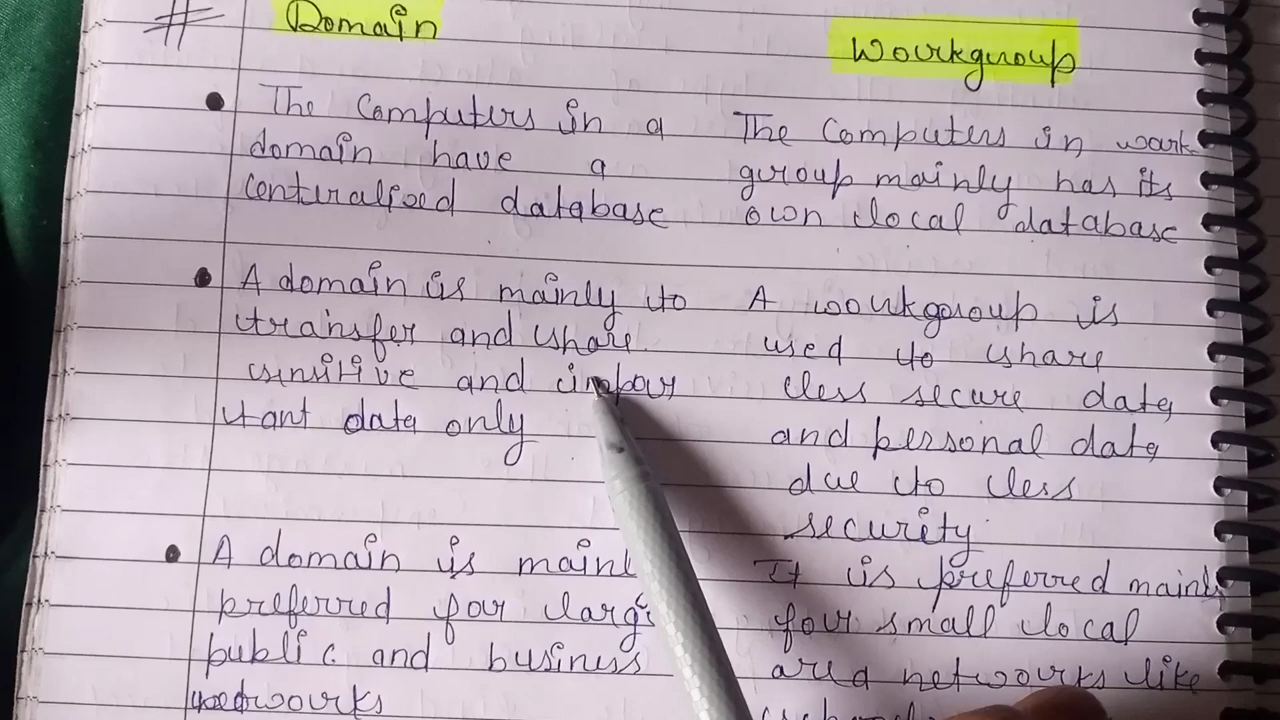 # Domain
Workgroup
• The Computers in a
domain have a
centeralized database
The Computers in work
group mainly has its
own local database
• A domain is mainly to
transfer and share
sensitive and impor
tant data only
A workgoroup is
used to share
less secure data,
and personal data,
due to less
security.
• A domain is mainl
preferred for larg
public and business
networks
It is preferred mainly
for small local
area networks like